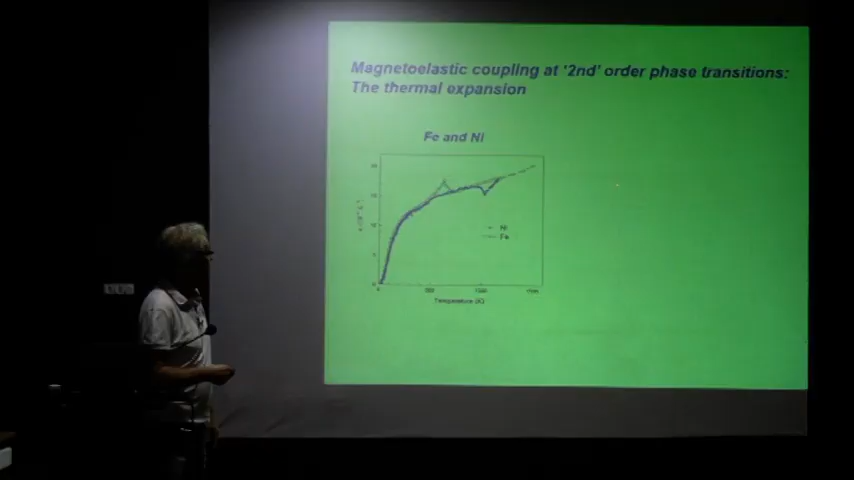 Magnetoelastic coupling at '2nd' order phase transitions:
The thermal expansion
Fe and Ni
Ni
Fe
Temperature (K)